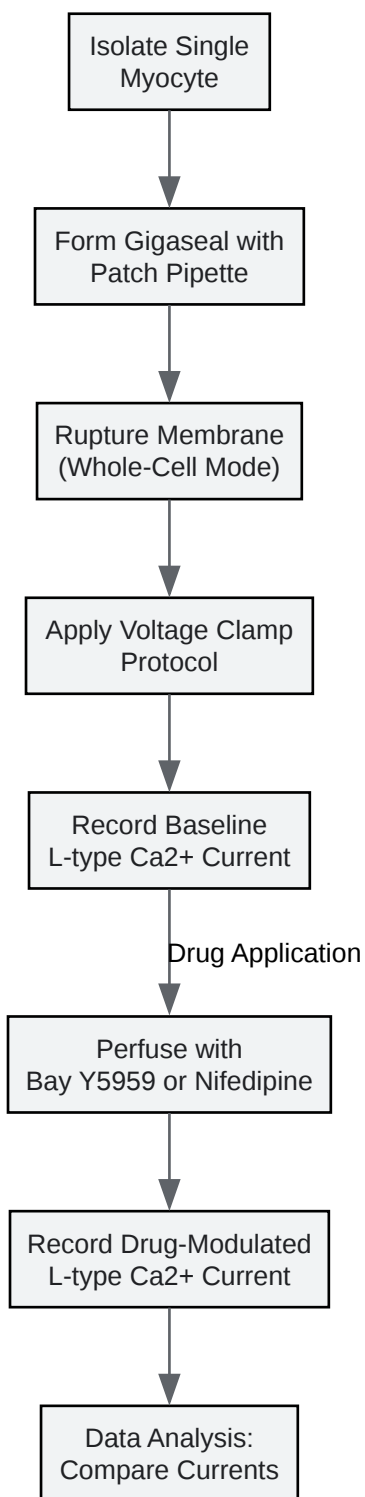 Isolate Single
Myocyte
Form Gigaseal with
Patch Pipette
Rupture Membrane
(Whole-Cell Mode)
Apply Voltage Clamp
Protocol
Record Baseline
L-type Ca2+ Current
Drug Application
Perfuse with
Bay Y5959 or Nifedipine
Record Drug-Modulated
L-type Ca2+ Current
Data Analysis:
Compare Currents